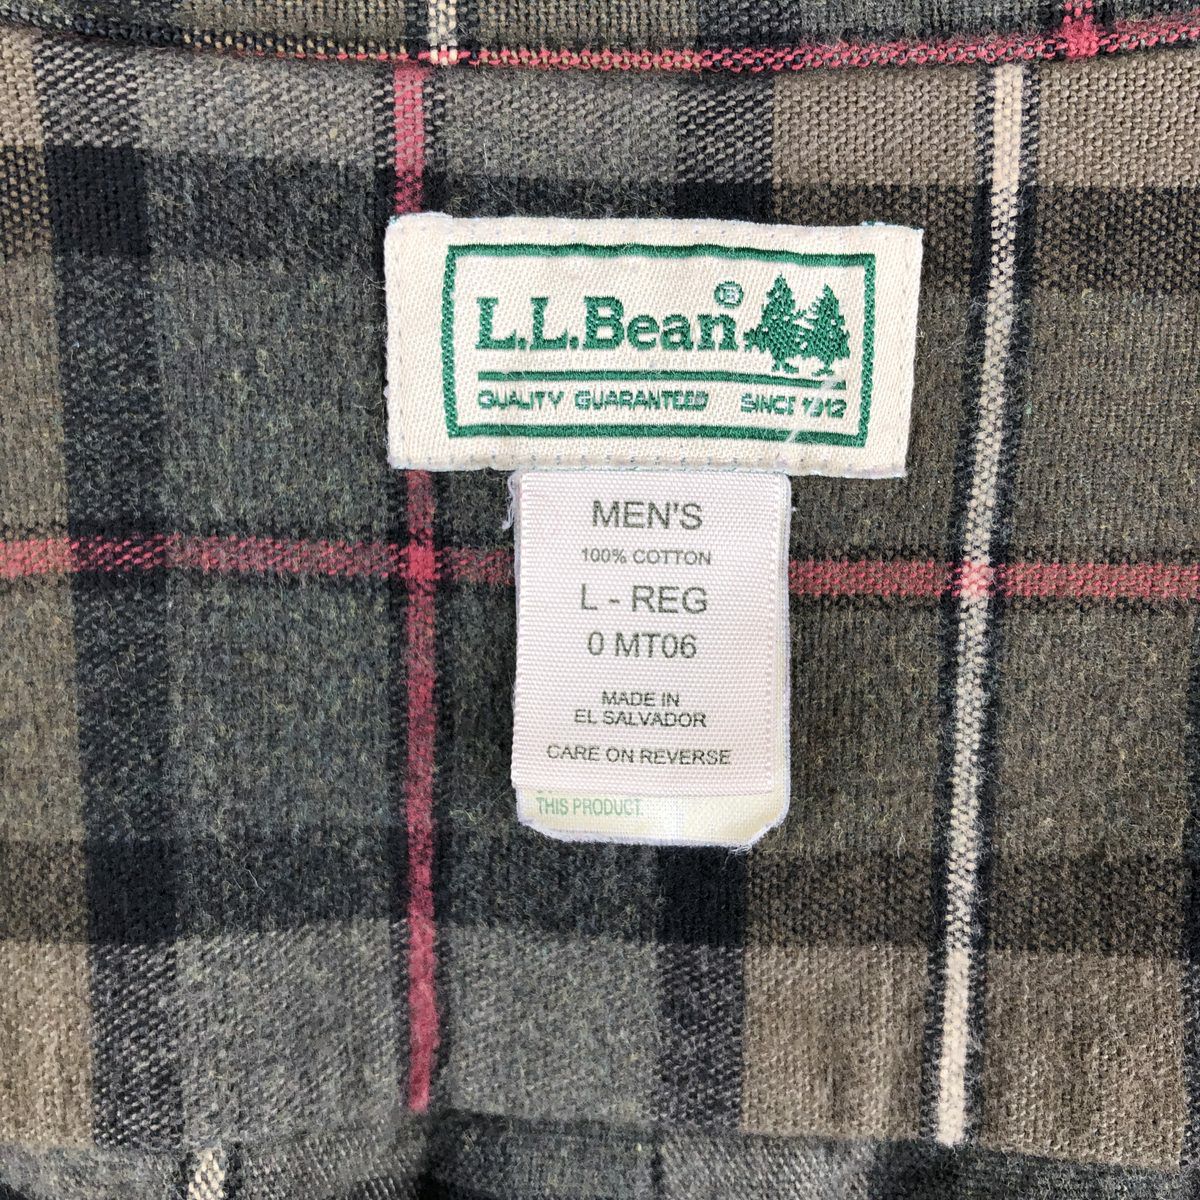 L.L.Bean®
QUALITY GUARANTEED SINCE 1912
MEN'S
100% COTTON
L - REG
0 MT06
MADE IN
EL SALVADOR
CARE ON REVERSE
THIS PRODUCT.